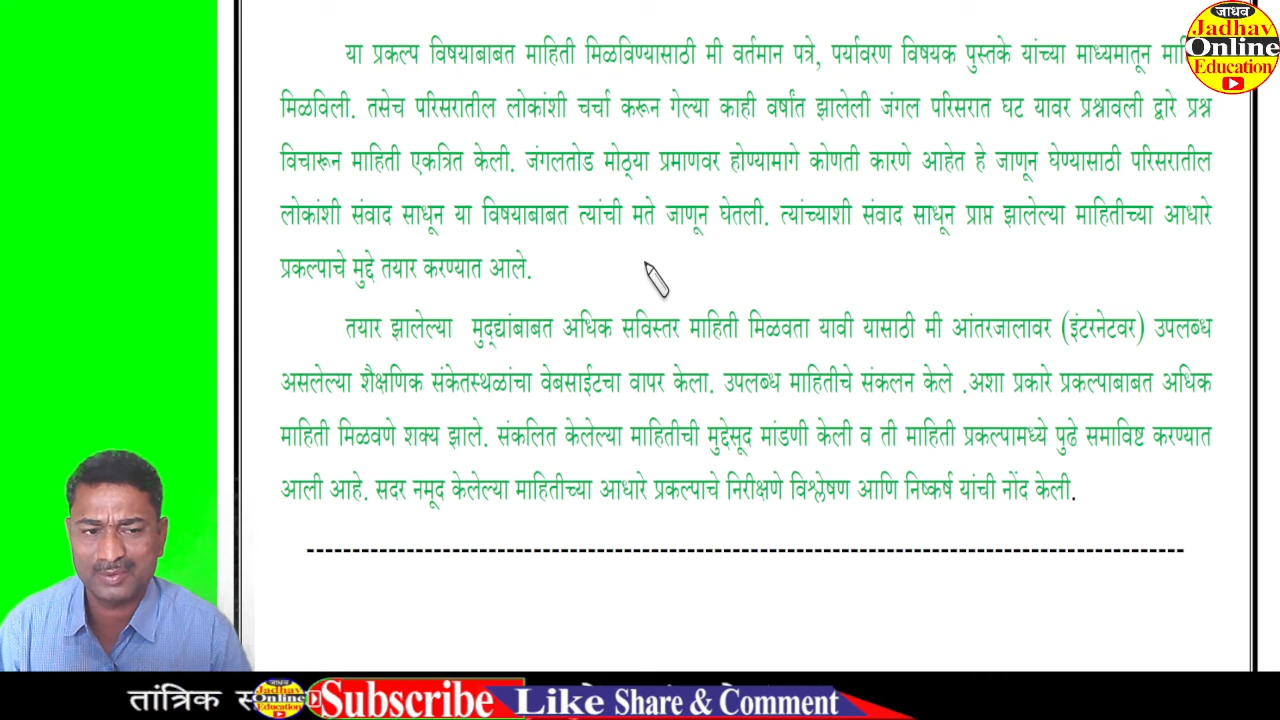 या प्रकल्प विषयाबाबत माहिती मिळविण्यासाठी मी वर्तमान पत्रे, पर्यावरण विषयक पुस्तके यांच्या माध्यमातून
मिळविली. तसेच परिसरातील लोकांशी चर्चा करून गेल्या काही वर्षांत झालेली जंगल परिसरात घट यावर प्रश्नावली द्वारे प्रश्न
विचारून माहिती एकत्रित केली. जंगलतोड मोठ्या प्रमाणवर होण्यामागे कोणती कारणे आहेत हे जाणून घेण्यासाठी परिसरातील
लोकांशी संवाद साधून या विषयाबाबत त्यांची मते जाणून घेतली. त्यांच्याशी संवाद साधून प्राप्त झालेल्या माहितीच्या आधारे
प्रकल्पाचे मुद्दे तयार करण्यात आले.
तयार झालेल्या मुद्द्यांबाबत अधिक सविस्तर माहिती मिळवता यावी यासाठी मी आंतरजालावर (इंटरनेटवर) उपलब्ध
असलेल्या शैक्षणिक संकेतस्थळांचा वेबसाईटचा वापर केला. उपलब्ध माहितीचे संकलन केले .अशा प्रकारे प्रकल्पाबाबत अधिक
माहिती मिळवणे शक्य झाले. संकलित केलेल्या माहितीची मुद्देसूद मांडणी केली व ती माहिती प्रकल्पामध्ये पुढे समाविष्ट करण्यात
आली आहे. सदर नमूद केलेल्या माहितीच्या आधारे प्रकल्पाचे निरीक्षणे विश्लेषण आणि निष्कर्ष यांची नोंद केली.
जाधव
Jadhav
Online
Education
तांत्रिक
Jadhav
Online
Education
Subscribe
Like Share & Comment